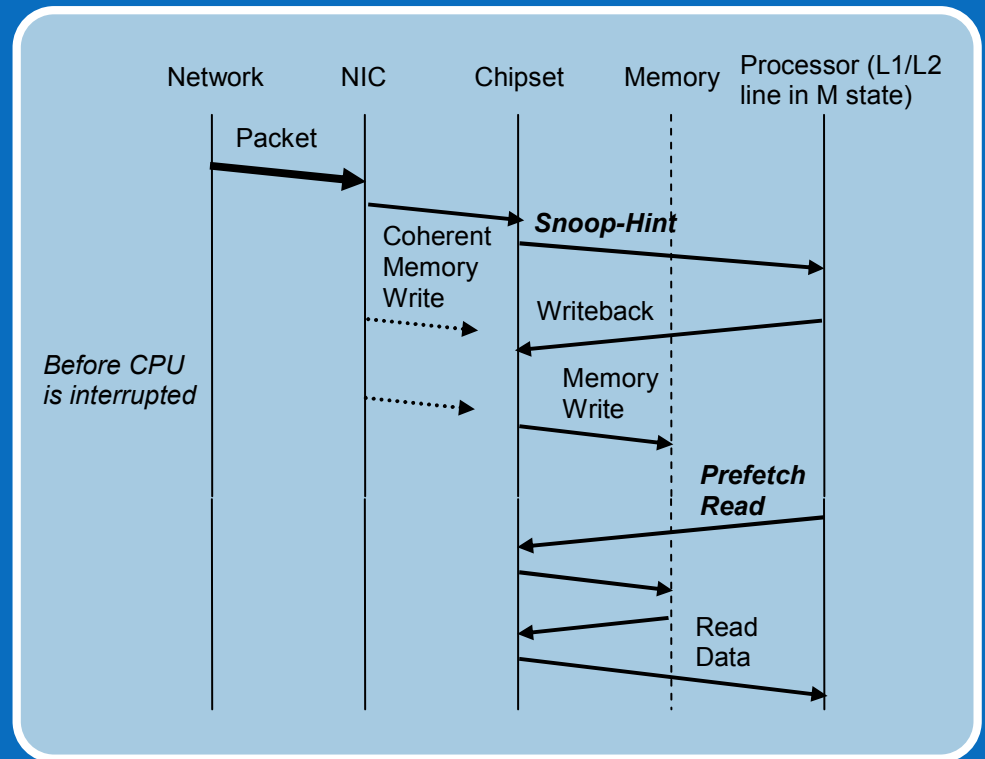 Network
NIC
Chipset
Memory
Processor (L1/L2
line in M state)
Packet
Snoop-Hint
Coherent
Memory
Write
Writeback
Before CPU
is interrupted
Memory
Write
Prefetch
Read
Read
Data